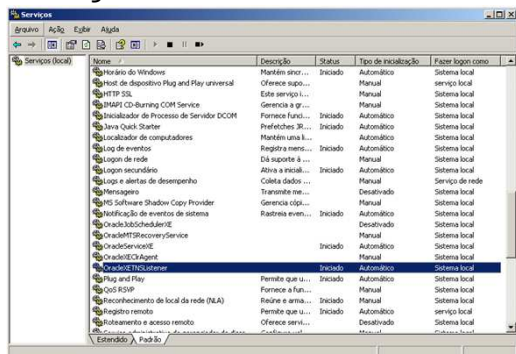 Serviços
Arquivo Ação Exibir Ajuda
Serviços (local)
Nome Descrição Status Tipo de inicialização Fazer logon como
Horário do Windows Mantém sincr... Iniciado Automático Sistema local
Host de dispositivo Plug and Play universal Oferece supo... Manual serviço local
HTTP SSL Este serviço i... Manual Sistema local
IMAPI CD-Burning COM Service Gerencia a gr... Manual Sistema local
Inicializador de Processo de Servidor DCOM Fornece funci... Iniciado Automático Sistema local
Java Quick Starter Prefetches JR... Iniciado Automático Sistema local
Localizador de computadores Mantém uma li... Automático Sistema local
Log de eventos Registra mens... Iniciado Automático Sistema local
Logon de rede Dá suporte à ... Manual Sistema local
Logon secundário Ativa a iniciali... Iniciado Automático Sistema local
Logs e alertas de desempenho Coleta dados ... Manual Serviço de rede
Mensageiro Transmite me... Desativado Sistema local
MS Software Shadow Copy Provider Gerencia cópi... Manual Sistema local
Notificação de eventos de sistema Rastreia even... Iniciado Automático Sistema local
OracleJobSchedulerXE Desativado Sistema local
OracleMTSRecoveryService Manual Sistema local
OracleServiceXE Iniciado Automático Sistema local
OracleXEClrAgent Manual Sistema local
OracleXETNSListener Iniciado Automático Sistema local
Plug and Play Permite que u... Iniciado Automático Sistema local
QoS RSVP Fornece a fun... Manual Sistema local
Reconhecimento de local da rede (NLA) Reúne e arma... Iniciado Manual Sistema local
Registro remoto Permite que u... Iniciado Automático serviço local
Roteamento e acesso remoto Oferece servi... Desativado Sistema local
Estendido Padrão